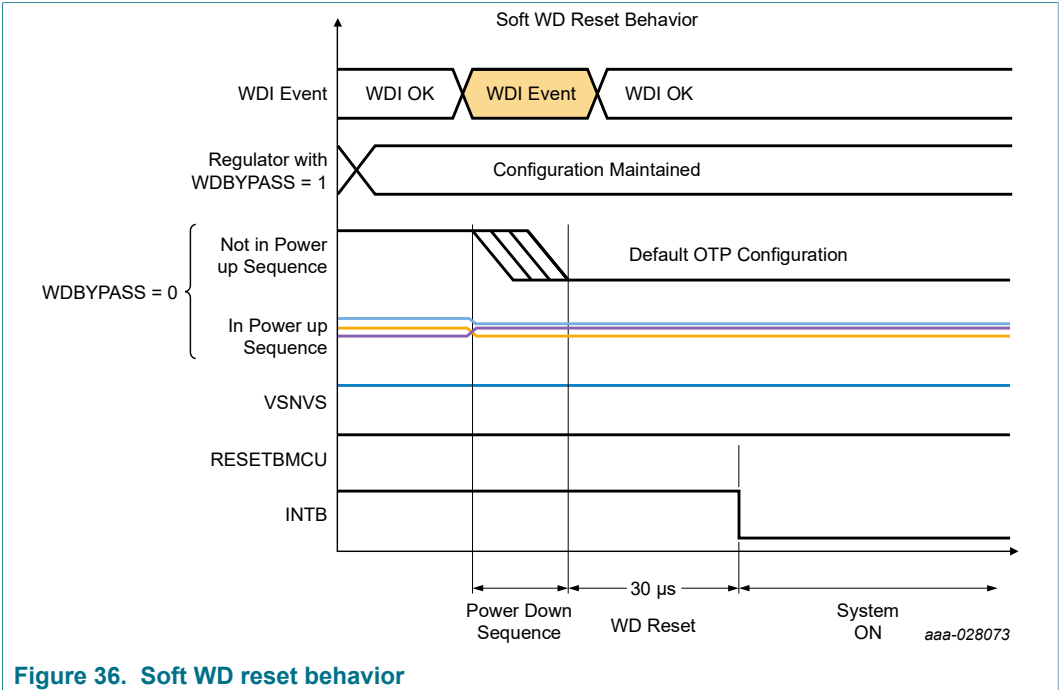 Soft WD Reset Behavior
WDI Event
WDI OK
WDI Event
WDI OK
Regulator with
WDBYPASS = 1
Configuration Maintained
WDBYPASS = 0
Not in Power
up Sequence
Default OTP Configuration
In Power up
Sequence
VSNVS
RESETBMCU
INTB
30 µs
Power Down
Sequence
WD Reset
System
ON
aaa-028073
Figure 36. Soft WD reset behavior